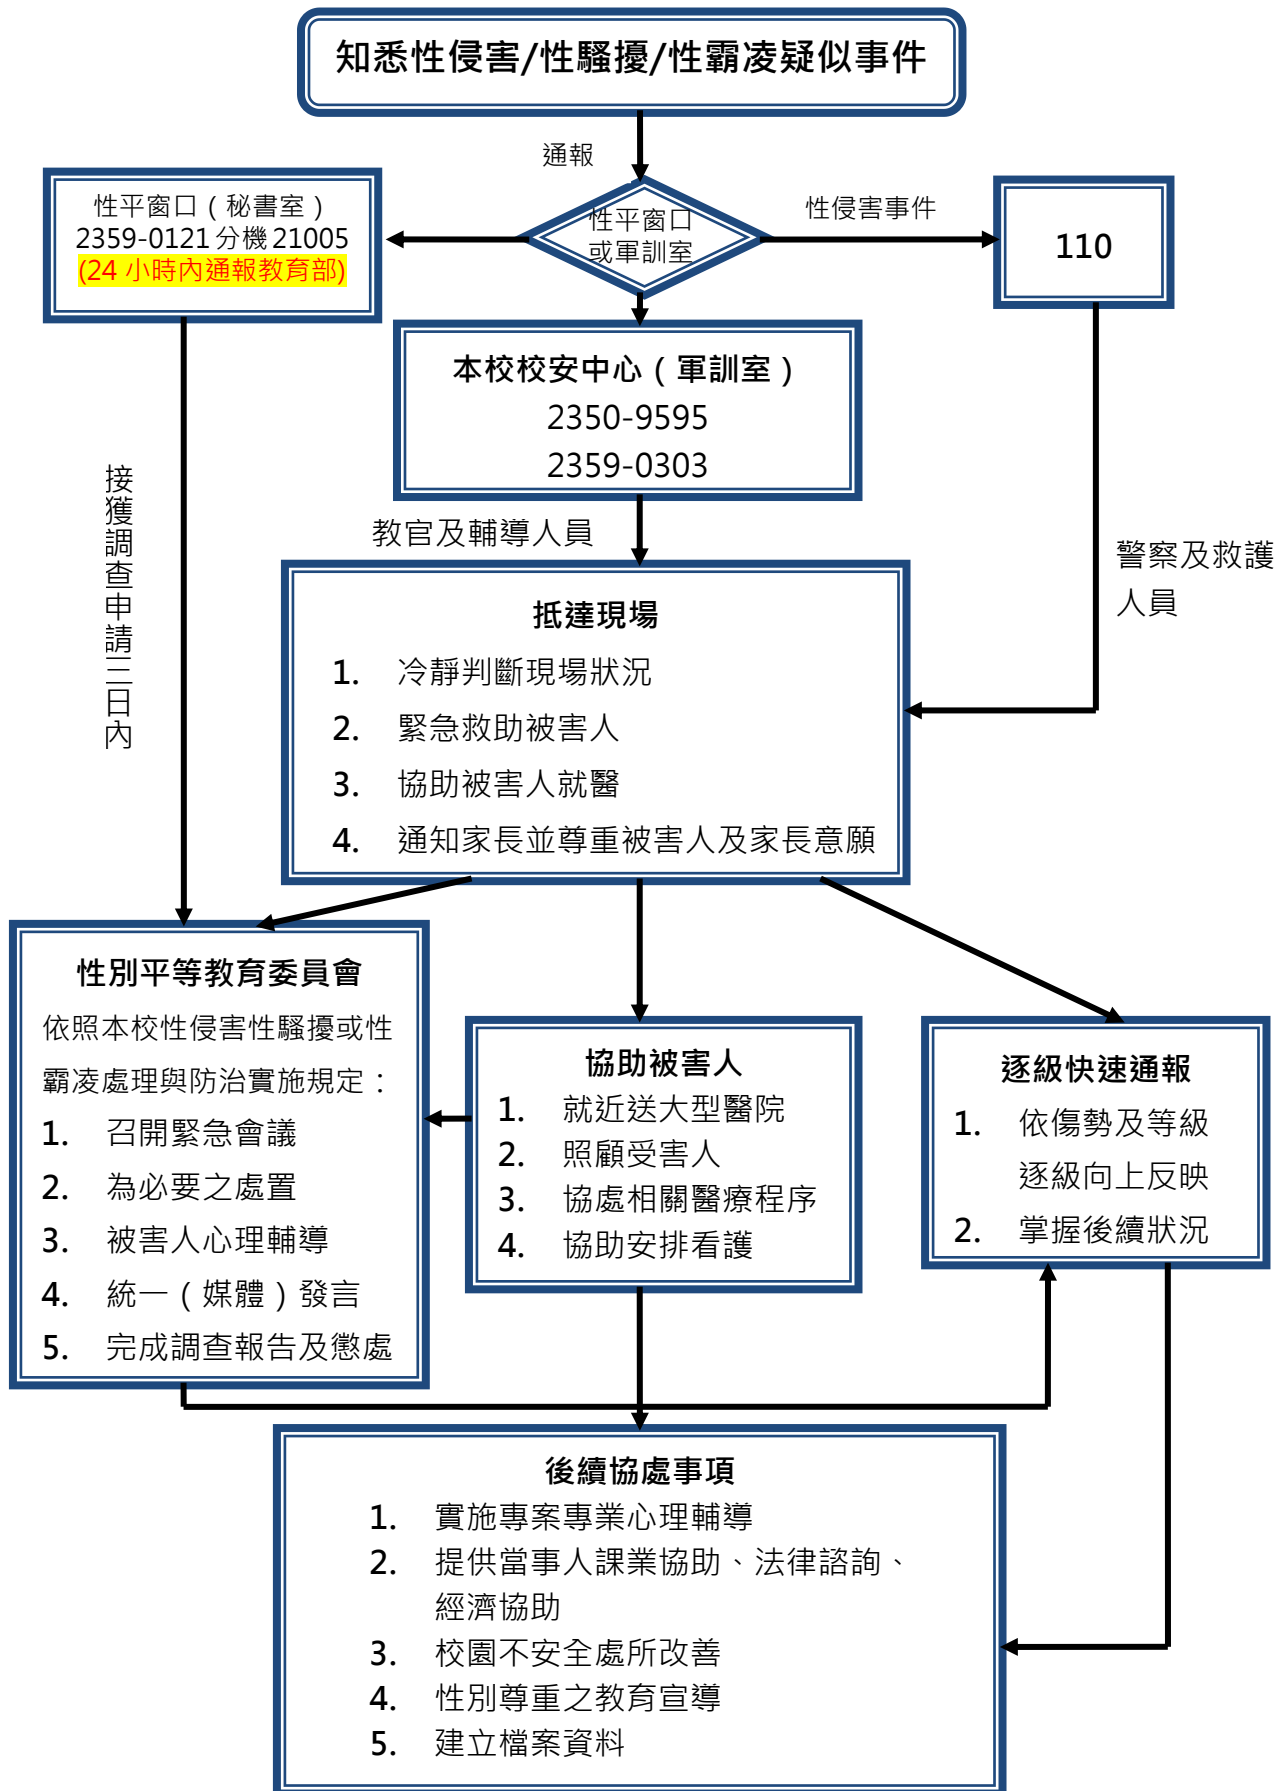 知悉性侵害/性騷擾/性霸凌疑似事件
通報
性平窗口（秘書室）
2359-0121分機21005
(24小時內通報教育部)
性平窗口
或軍訓室
性侵害事件
110
本校校安中心（軍訓室）
2350-9595
2359-0303
接獲調查申請三日內
教官及輔導人員
警察及救護
人員
抵達現場
1. 冷靜判斷現場狀況
2. 緊急救助被害人
3. 協助被害人就醫
4. 通知家長並尊重被害人及家長意願
性別平等教育委員會
依照本校性侵害性騷擾或性
霸凌處理與防治實施規定：
1. 召開緊急會議
2. 為必要之處置
3. 被害人心理輔導
4. 統一（媒體）發言
5. 完成調查報告及懲處
協助被害人
1. 就近送大型醫院
2. 照顧受害人
3. 協處相關醫療程序
4. 協助安排看護
逐級快速通報
1. 依傷勢及等級
逐級向上反映
2. 掌握後續狀況
後續協處事項
1. 實施專案專業心理輔導
2. 提供當事人課業協助、法律諮詢、
經濟協助
3. 校園不安全處所改善
4. 性別尊重之教育宣導
5. 建立檔案資料